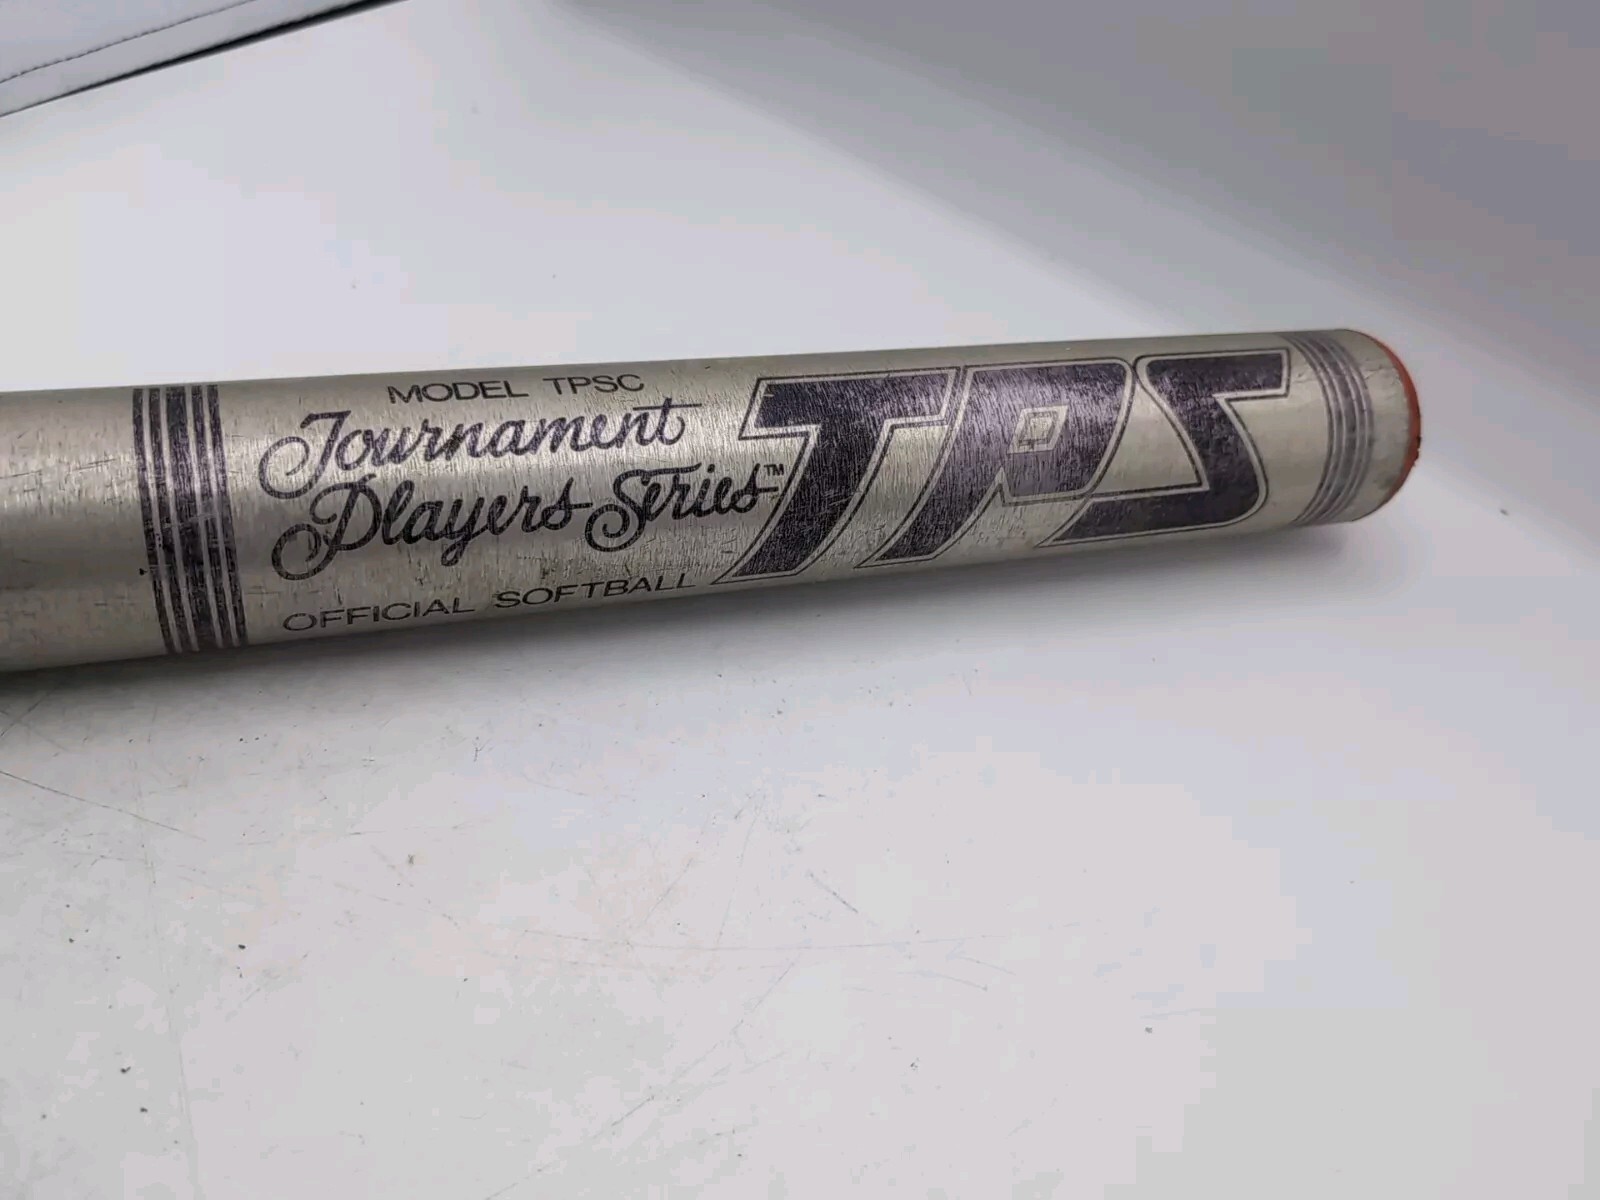 MODEL TPSC
Tournament
Players Series™
OFFICIAL SOFTBALL
TPS